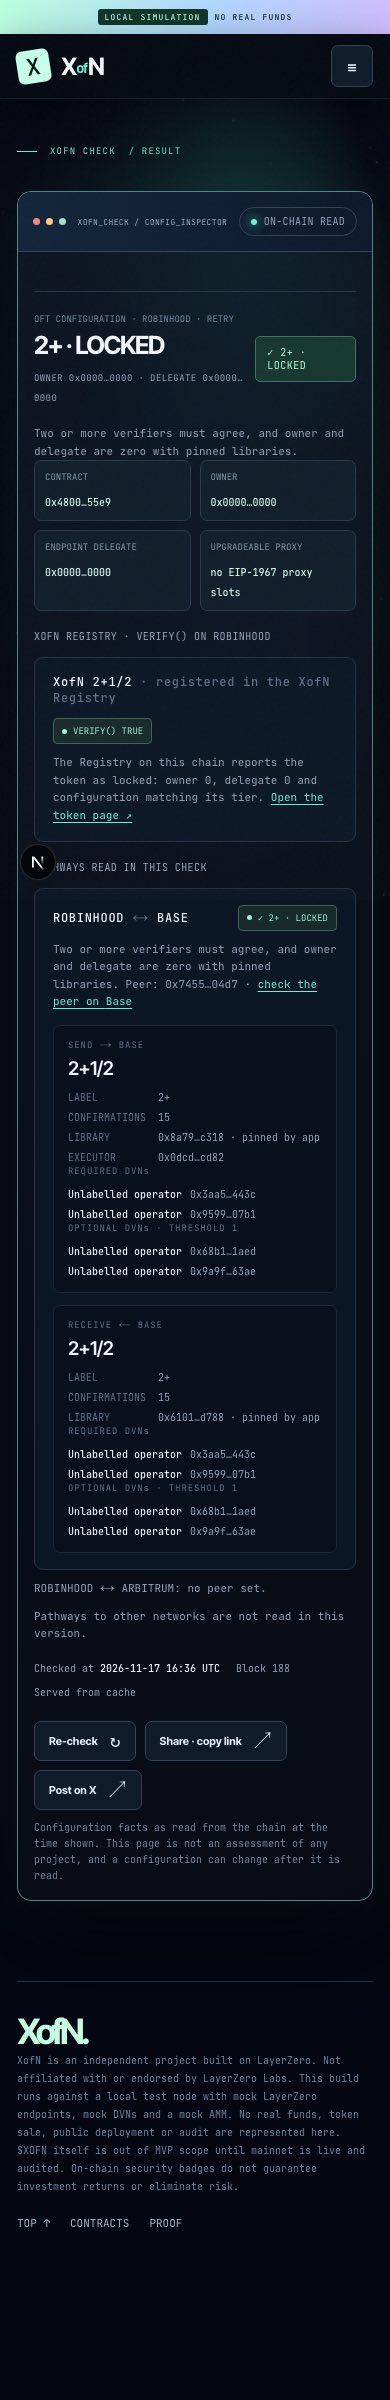 LOCAL SIMULATION NO REAL FUNDS
X XofN
XOFN CHECK / RESULT
XOFN_CHECK / CONFIG_INSPECTOR ON-CHAIN READ
OFT CONFIGURATION · ROBINHOOD · RETRY
2+ · LOCKED
✓ 2+ ·
LOCKED
OWNER 0x0000…0000 · DELEGATE 0x0000…
0000
Two or more verifiers must agree, and owner and
delegate are zero with pinned libraries.
CONTRACT
0x4800…55e9
OWNER
0x0000…0000
ENDPOINT DELEGATE
0x0000…0000
UPGRADEABLE PROXY
no EIP-1967 proxy
slots
XOFN REGISTRY · VERIFY() ON ROBINHOOD
XofN 2+1/2 · registered in the XofN
Registry
VERIFY() TRUE
The Registry on this chain reports the
token as locked: owner 0, delegate 0 and
configuration matching its tier. Open the
token page ↗
N
HWAYS READ IN THIS CHECK
ROBINHOOD ⟷ BASE ✓ 2+ · LOCKED
Two or more verifiers must agree, and owner
and delegate are zero with pinned
libraries. Peer: 0x7455…04d7 · check the
peer on Base
SEND ⟶ BASE
2+1/2
LABEL 2+
CONFIRMATIONS 15
LIBRARY 0x8a79…c318 · pinned by app
EXECUTOR 0x0dcd…cd82
REQUIRED DVNs
Unlabelled operator 0x3aa5…443c
Unlabelled operator 0x9599…07b1
OPTIONAL DVNs · THRESHOLD 1
Unlabelled operator 0x68b1…1aed
Unlabelled operator 0x9a9f…63ae
RECEIVE ⟵ BASE
2+1/2
LABEL 2+
CONFIRMATIONS 15
LIBRARY 0x6101…d788 · pinned by app
REQUIRED DVNs
Unlabelled operator 0x3aa5…443c
Unlabelled operator 0x9599…07b1
OPTIONAL DVNs · THRESHOLD 1
Unlabelled operator 0x68b1…1aed
Unlabelled operator 0x9a9f…63ae
ROBINHOOD ⟷ ARBITRUM: no peer set.
Pathways to other networks are not read in this
version.
Checked at 2026-11-17 16:36 UTC Block 188
Served from cache
Re-check ↻ Share · copy link ↗
Post on X ↗
Configuration facts as read from the chain at the
time shown. This page is not an assessment of any
project, and a configuration can change after it is
read.
XofN.
XofN is an independent project built on LayerZero. Not
affiliated with or endorsed by LayerZero Labs. This build
runs against a local test node with mock LayerZero
endpoints, mock DVNs and a mock AMM. No real funds, token
sale, public deployment or audit are represented here.
$XOFN itself is out of MVP scope until mainnet is live and
audited. On-chain security badges do not guarantee
investment returns or eliminate risk.
TOP ↑ CONTRACTS PROOF